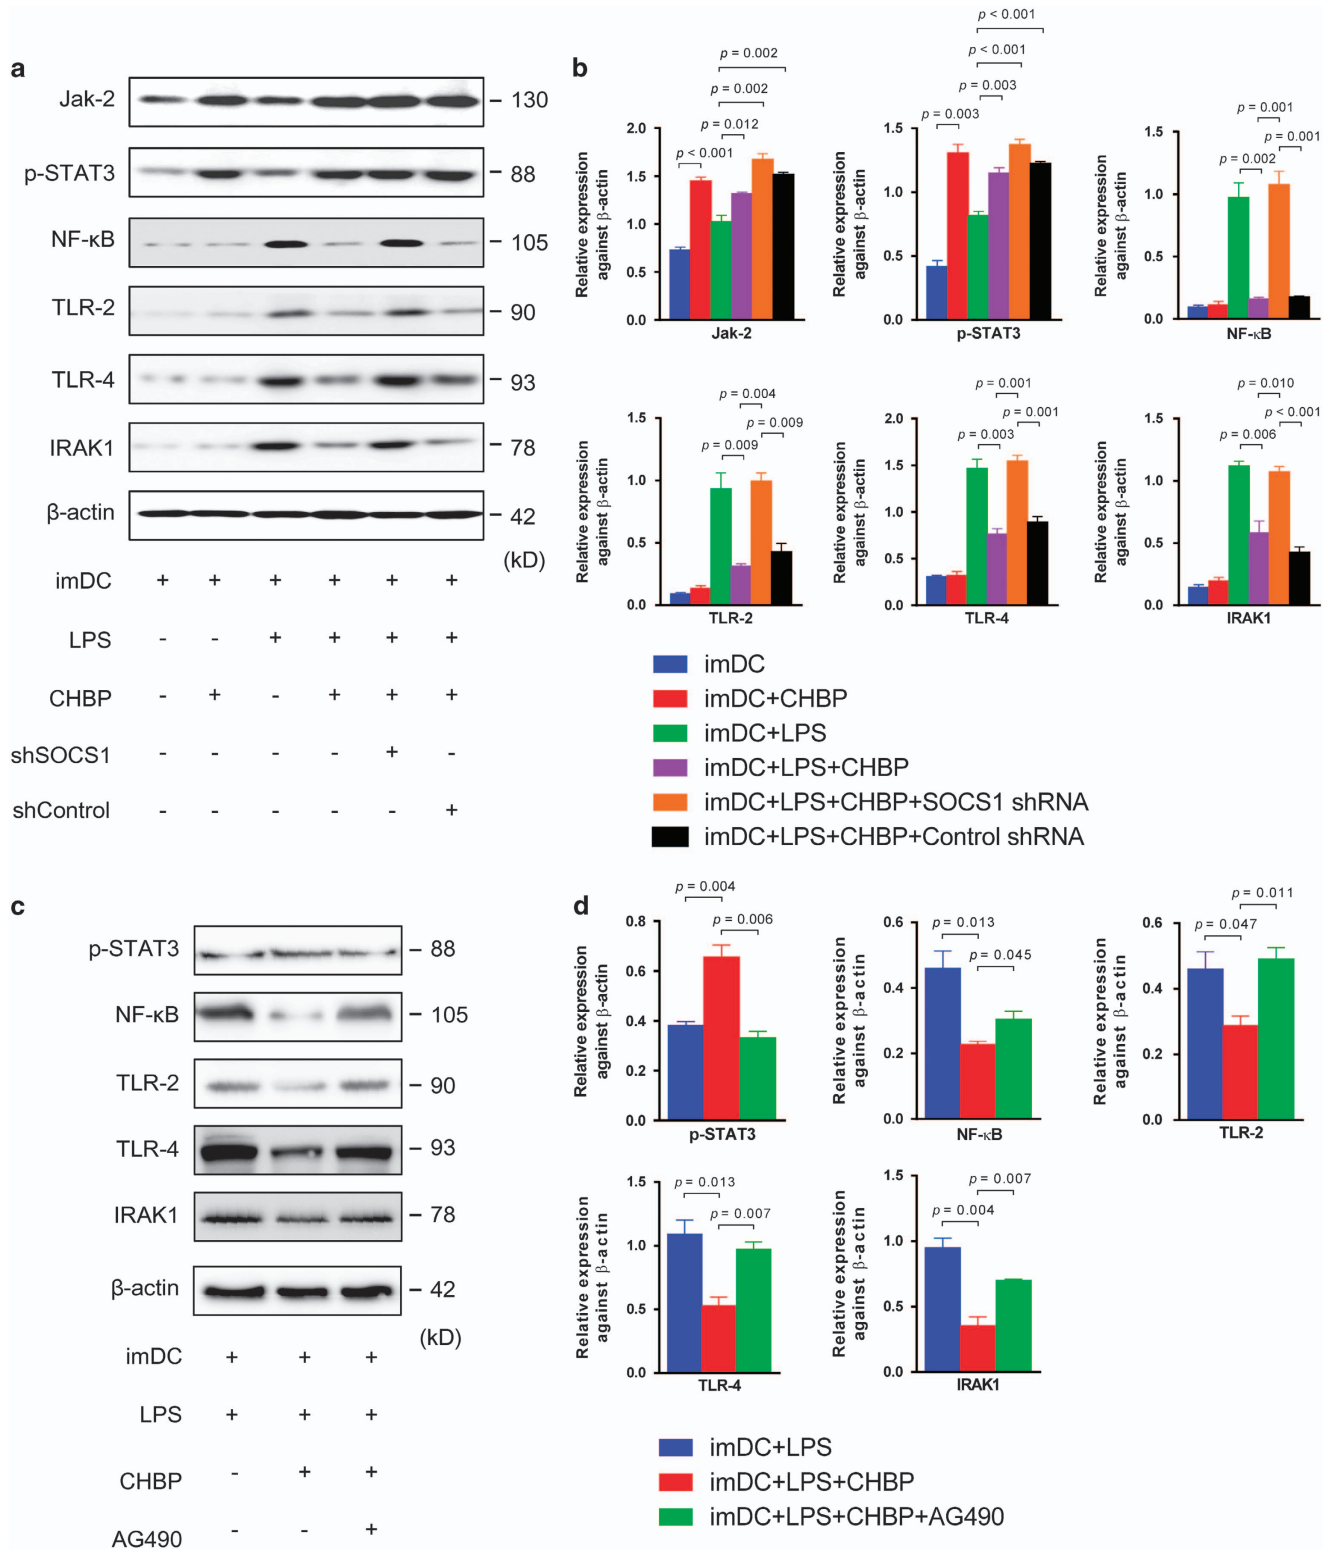 a
Jak-2 130
p-STAT3 88
NF-κB 105
TLR-2 90
TLR-4 93
IRAK1 78
β-actin 42
(kD)
imDC + + + + + +
LPS - - + + + +
CHBP - + - + + +
shSOCS1 - - - - + -
shControl - - - - - +
b
p = 0.002
p = 0.002
p = 0.012
p < 0.001
Relative expression
against β-actin
2.0
1.5
1.0
0.5
0.0
Jak-2
p < 0.001
p < 0.001
p = 0.003
p = 0.003
Relative expression
against β-actin
1.5
1.0
0.5
0.0
p-STAT3
p = 0.001
p = 0.001
p = 0.002
Relative expression
against β-actin
1.5
1.0
0.5
0.0
NF-κB
p = 0.004
p = 0.009
p = 0.009
Relative expression
against β-actin
1.5
1.0
0.5
0.0
TLR-2
p = 0.001
p = 0.001
p = 0.003
Relative expression
against β-actin
2.0
1.5
1.0
0.5
0.0
TLR-4
p = 0.010
p < 0.001
p = 0.006
Relative expression
against β-actin
1.5
1.0
0.5
0.0
IRAK1
imDC
imDC+CHBP
imDC+LPS
imDC+LPS+CHBP
imDC+LPS+CHBP+SOCS1 shRNA
imDC+LPS+CHBP+Control shRNA
c
p-STAT3 88
NF-κB 105
TLR-2 90
TLR-4 93
IRAK1 78
β-actin 42
(kD)
imDC + + +
LPS + + +
CHBP - + +
AG490 - - +
d
p = 0.004
p = 0.006
Relative expression
against β-actin
0.8
0.6
0.4
0.2
0.0
p-STAT3
p = 0.013
p = 0.045
Relative expression
against β-actin
0.6
0.4
0.2
0.0
NF-κB
p = 0.011
p = 0.047
Relative expression
against β-actin
0.6
0.4
0.2
0.0
TLR-2
p = 0.013
p = 0.007
Relative expression
against β-actin
1.5
1.0
0.5
0.0
TLR-4
p = 0.007
p = 0.004
Relative expression
against β-actin
1.5
1.0
0.5
0.0
IRAK1
imDC+LPS
imDC+LPS+CHBP
imDC+LPS+CHBP+AG490